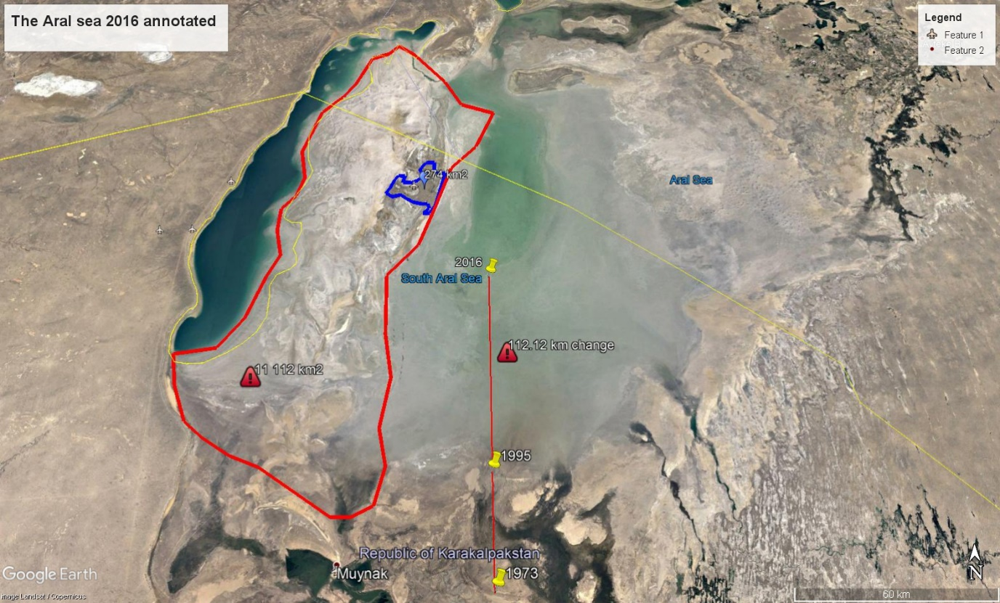 The Aral sea 2016 annotated
Legend
Feature 1
Feature 2
274 km2
Aral Sea
2016
South Aral Sea
112.12 km change
11 112 km2
1995
Republic of Karakalpakstan
Muynak
1973
Google Earth
N
60 km
mage Landsat / Copernicus